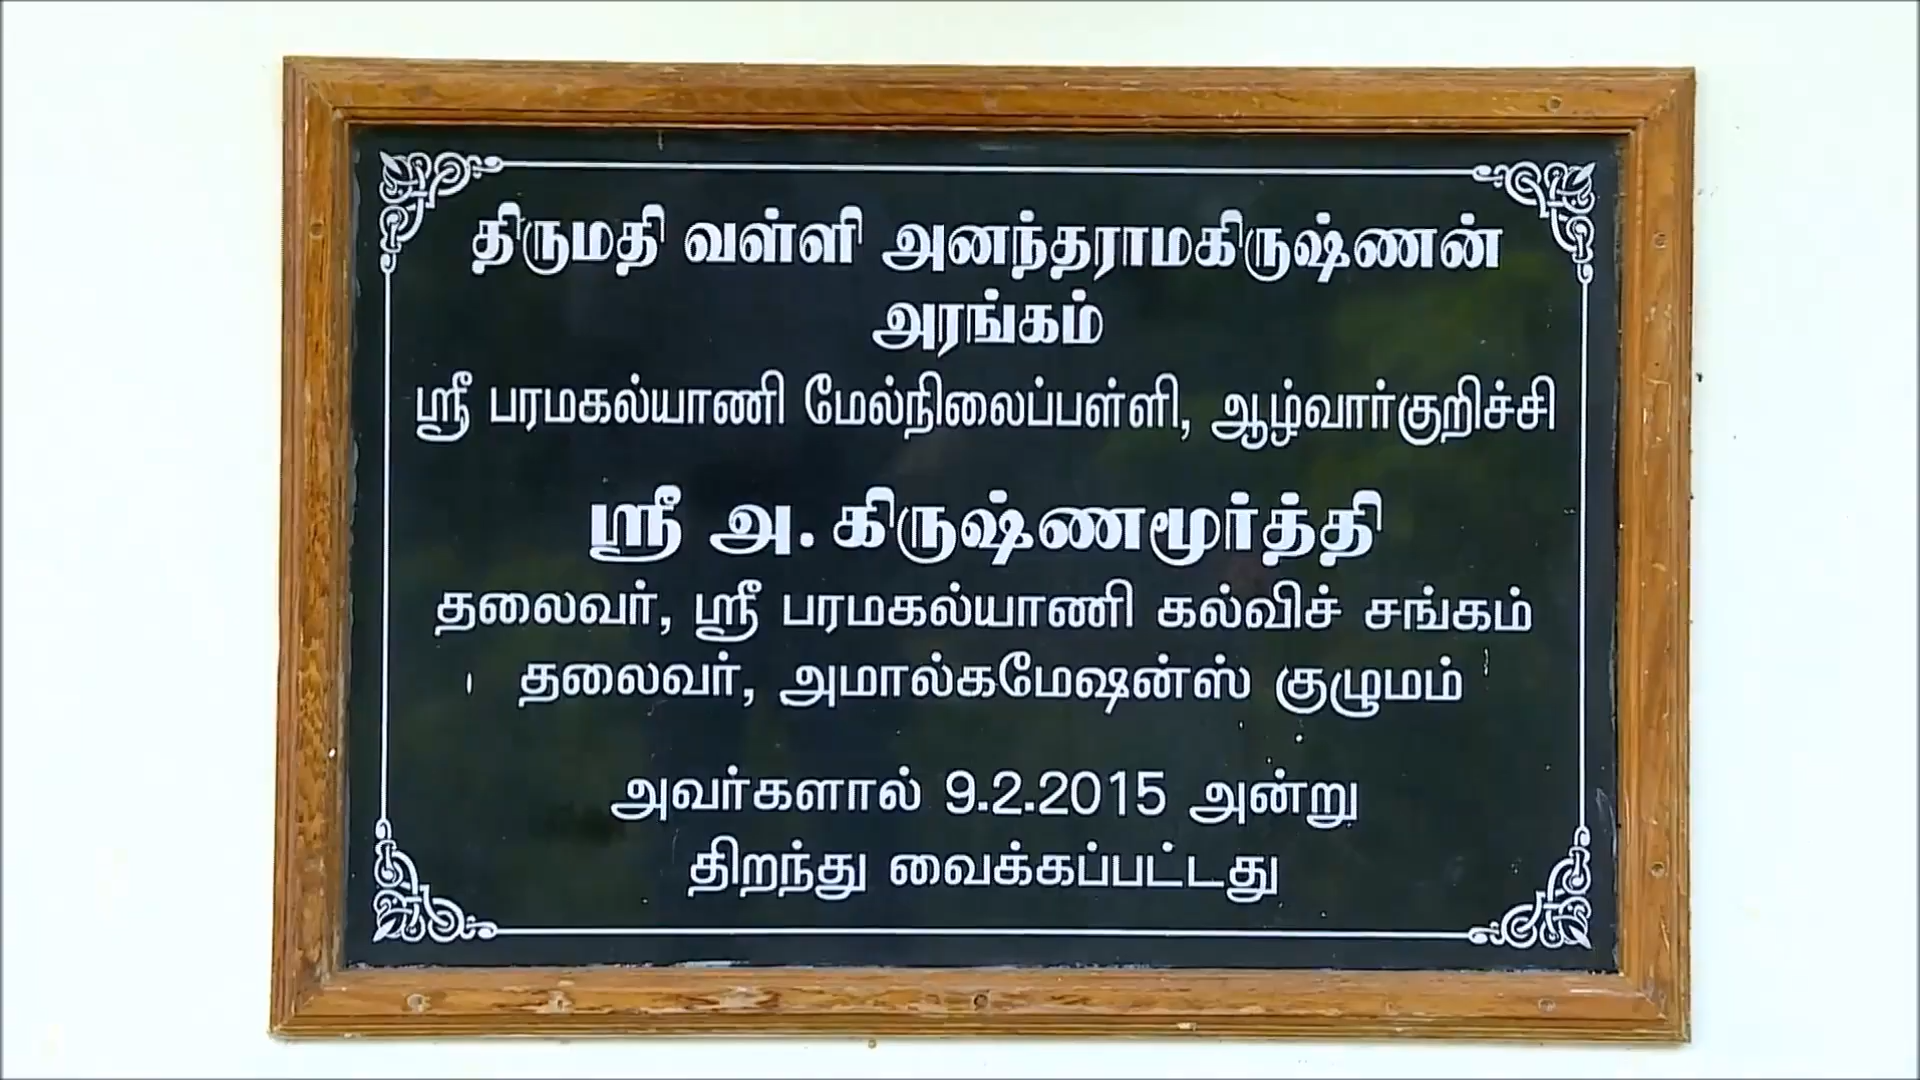 திருமதி வள்ளி அனந்தராமகிருஷ்ணன்
அரங்கம்
ஸ்ரீ பரமகல்யாணி மேல்நிலைப்பள்ளி, ஆழ்வார்குறிச்சி
ஸ்ரீ அ. கிருஷ்ணமூர்த்தி
தலைவர், ஸ்ரீ பரமகல்யாணி கல்விச் சங்கம்
தலைவர், அமால்கமேஷன்ஸ் குழுமம்
அவர்களால் 9.2.2015 அன்று
திறந்து வைக்கப்பட்டது